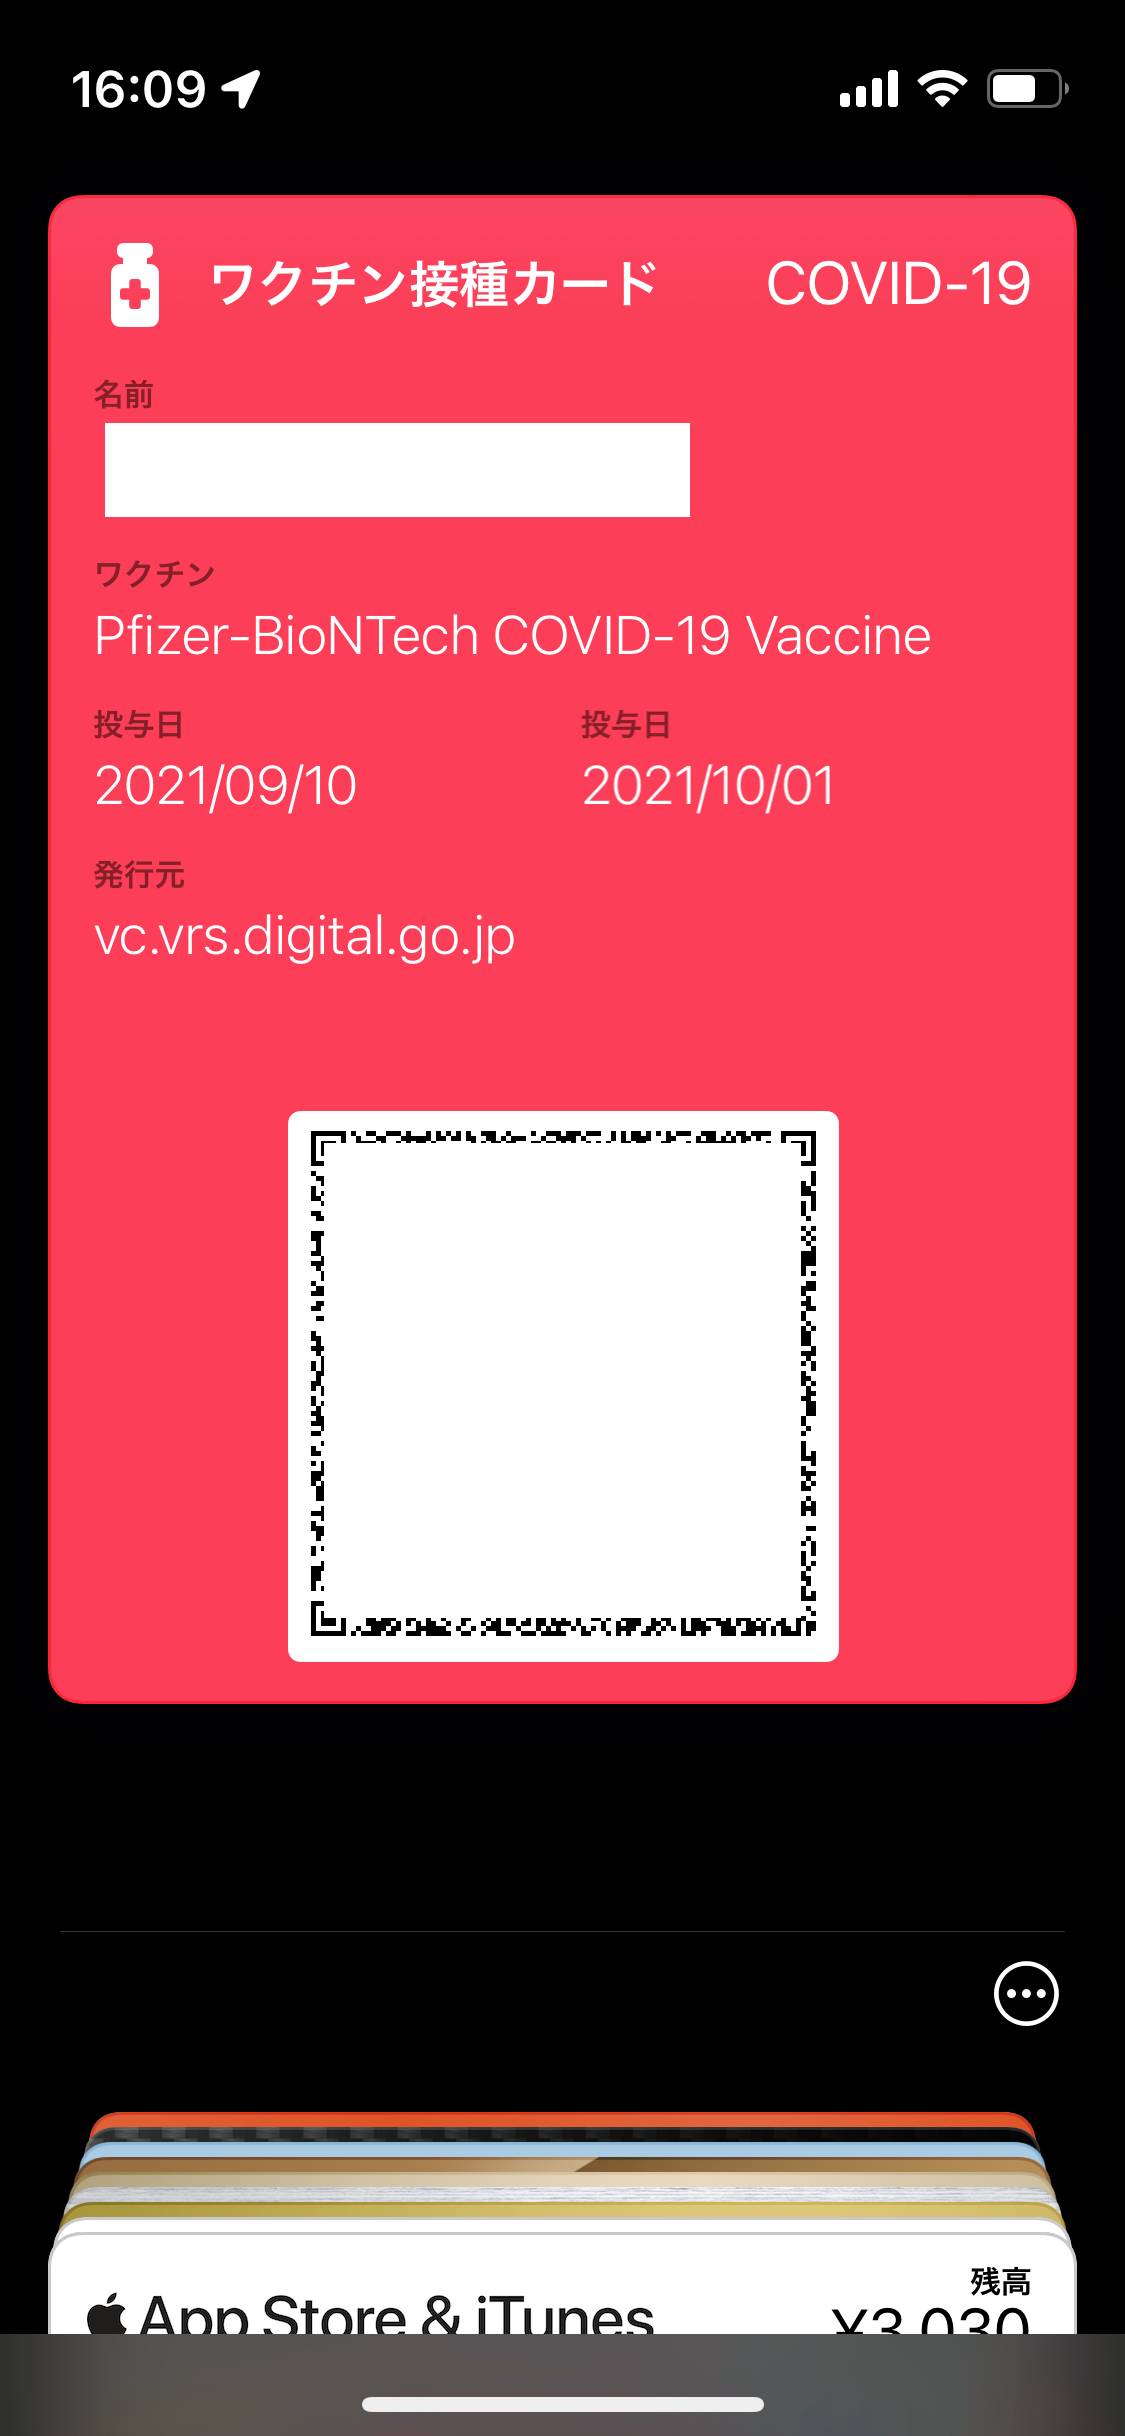 16:09
ワクチン接種カード COVID-19
名前
ワクチン
Pfizer-BioNTech COVID-19 Vaccine
投与日 投与日
2021/09/10 2021/10/01
発行元
vc.vrs.digital.go.jp
残高
App Store & iTunes ¥3,030